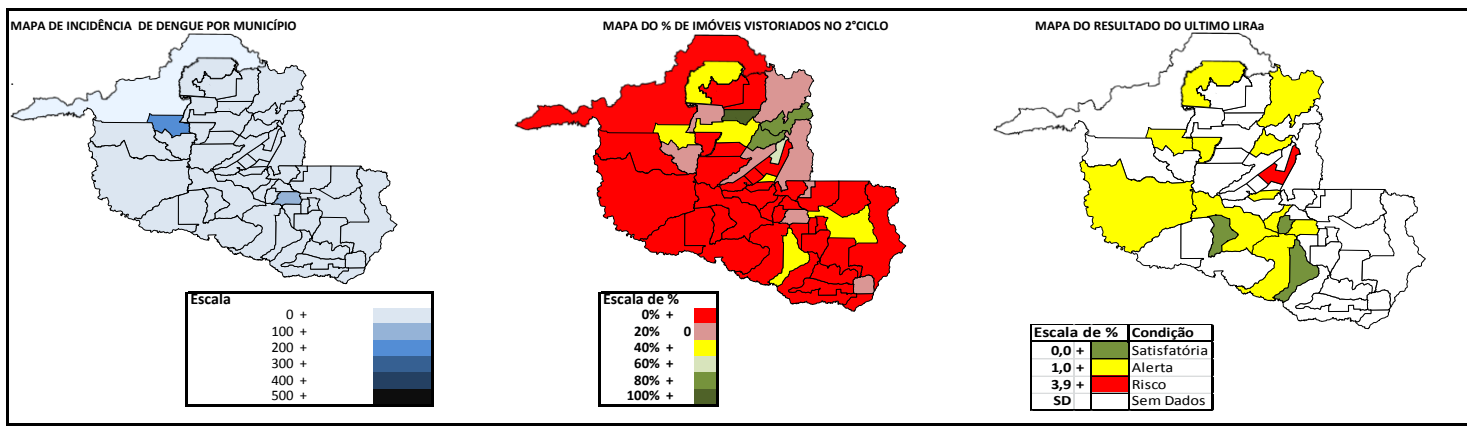 MAPA DE INCIDÊNCIA DE DENGUE POR MUNICÍPIO
.
Escala
0 +
100 +
200 +
300 +
400 +
500 +
MAPA DO % DE IMÓVEIS VISTORIADOS NO 2°CICLO
Escala de %
0% +
20% 0
40% +
60% +
80% +
100% +
MAPA DO RESULTADO DO ULTIMO LIRAa
Escala de % Condição
0,0 + Satisfatória
1,0 + Alerta
3,9 + Risco
SD Sem Dados